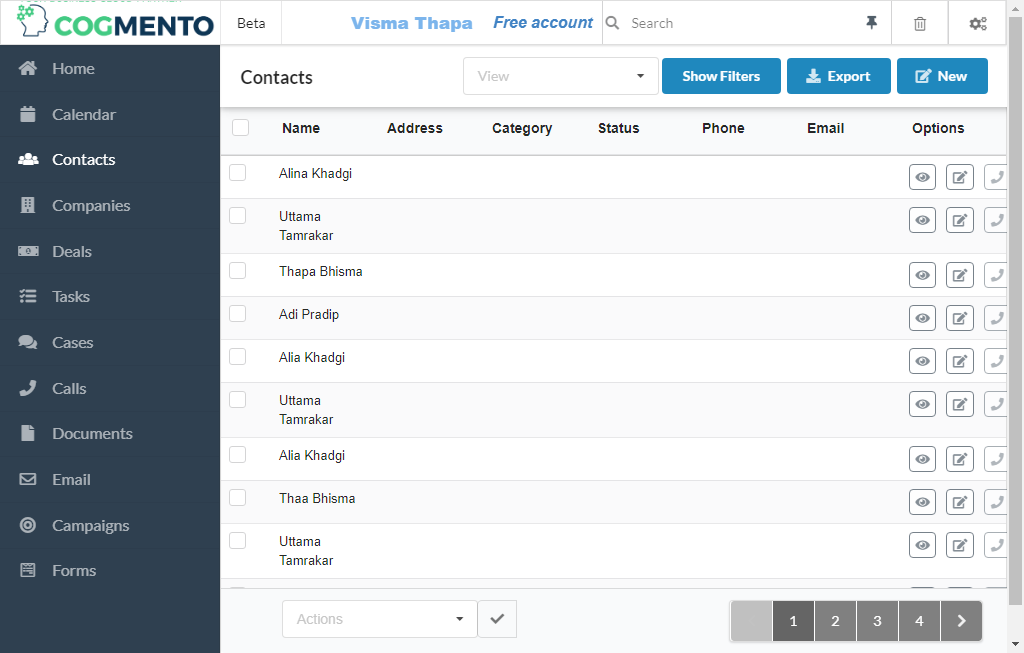 COGMENTO
Beta
Visma Thapa
Free account
Search
Home
Calendar
Contacts
Companies
Deals
Tasks
Cases
Calls
Documents
Email
Campaigns
Forms
Contacts
View
Show Filters
Export
New
Name Address Category Status Phone Email Options
Alina Khadgi
Uttama
Tamrakar
Thapa Bhisma
Adi Pradip
Alia Khadgi
Uttama
Tamrakar
Alia Khadgi
Thaa Bhisma
Uttama
Tamrakar
Actions
1 2 3 4